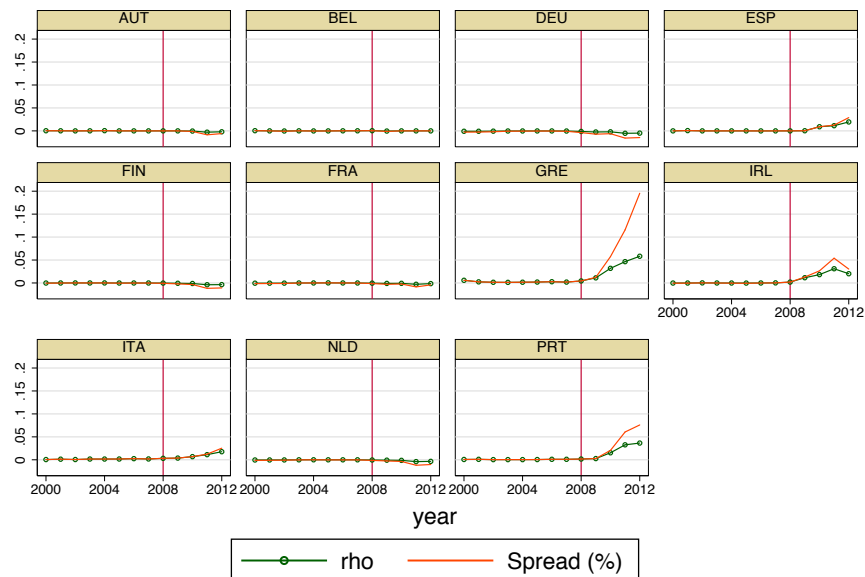 AUT BEL DEU ESP
.2
.15
.1
.05
0
FIN FRA GRE IRL
.2
.15
.1
.05
0
2000 2004 2008 2012
ITA NLD PRT
.2
.15
.1
.05
0
2000 2004 2008 2012 2000 2004 2008 2012 2000 2004 2008 2012
year
rho Spread (%)